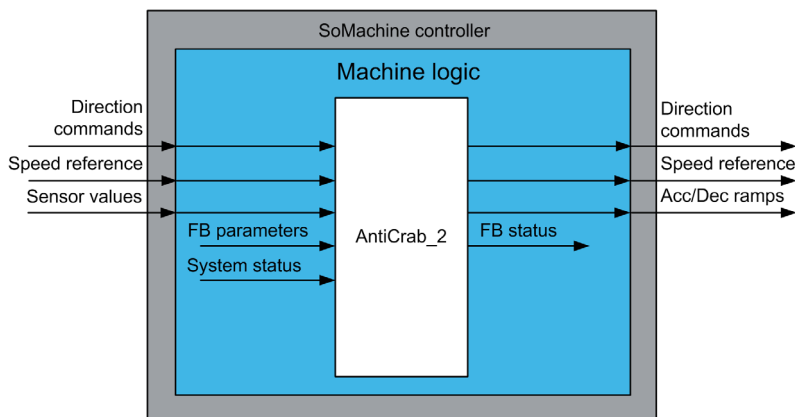 SoMachine controller
Machine logic
Direction
commands
Speed reference
Sensor values
FB parameters
System status
AntiCrab_2
FB status
Direction
commands
Speed reference
Acc/Dec ramps